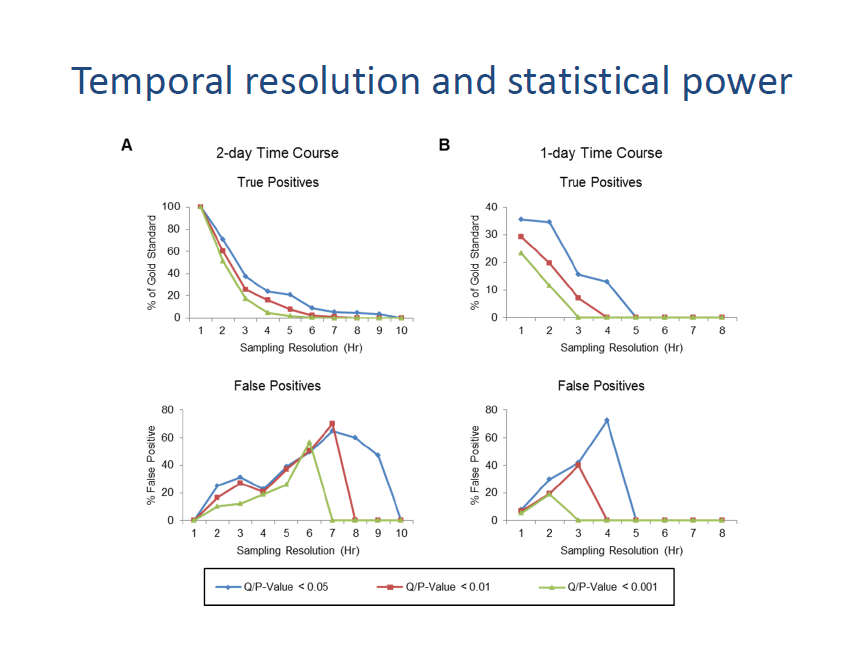 Temporal resolution and statistical power
A
2-day Time Course
True Positives
% of Gold Standard
100
80
60
40
20
0
1 2 3 4 5 6 7 8 9 10
Sampling Resolution (Hr)
False Positives
% False Positive
80
60
40
20
0
1 2 3 4 5 6 7 8 9 10
Sampling Resolution (Hr)
B
1-day Time Course
True Positives
% of Gold Standard
40
30
20
10
0
1 2 3 4 5 6 7 8
Sampling Resolution (Hr)
False Positives
% False Positive
80
60
40
20
0
1 2 3 4 5 6 7 8
Sampling Resolution (Hr)
Q/P-Value < 0.05 Q/P-Value < 0.01 Q/P-Value < 0.001